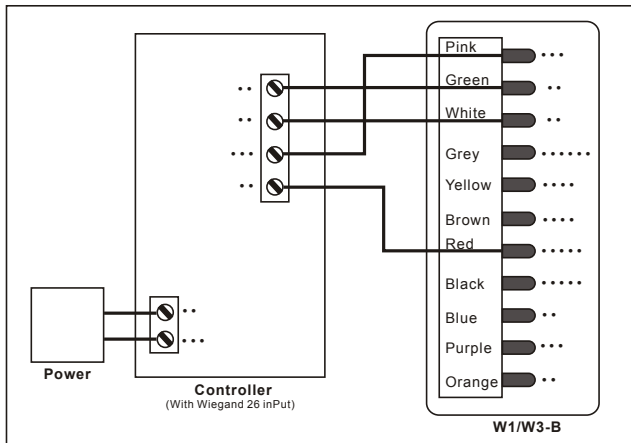 Pink
Green
White
Grey
Yellow
Brown
Red
Black
Blue
Purple
Orange
Power
Controller
(With Wiegand 26 inPut)
W1/W3-B